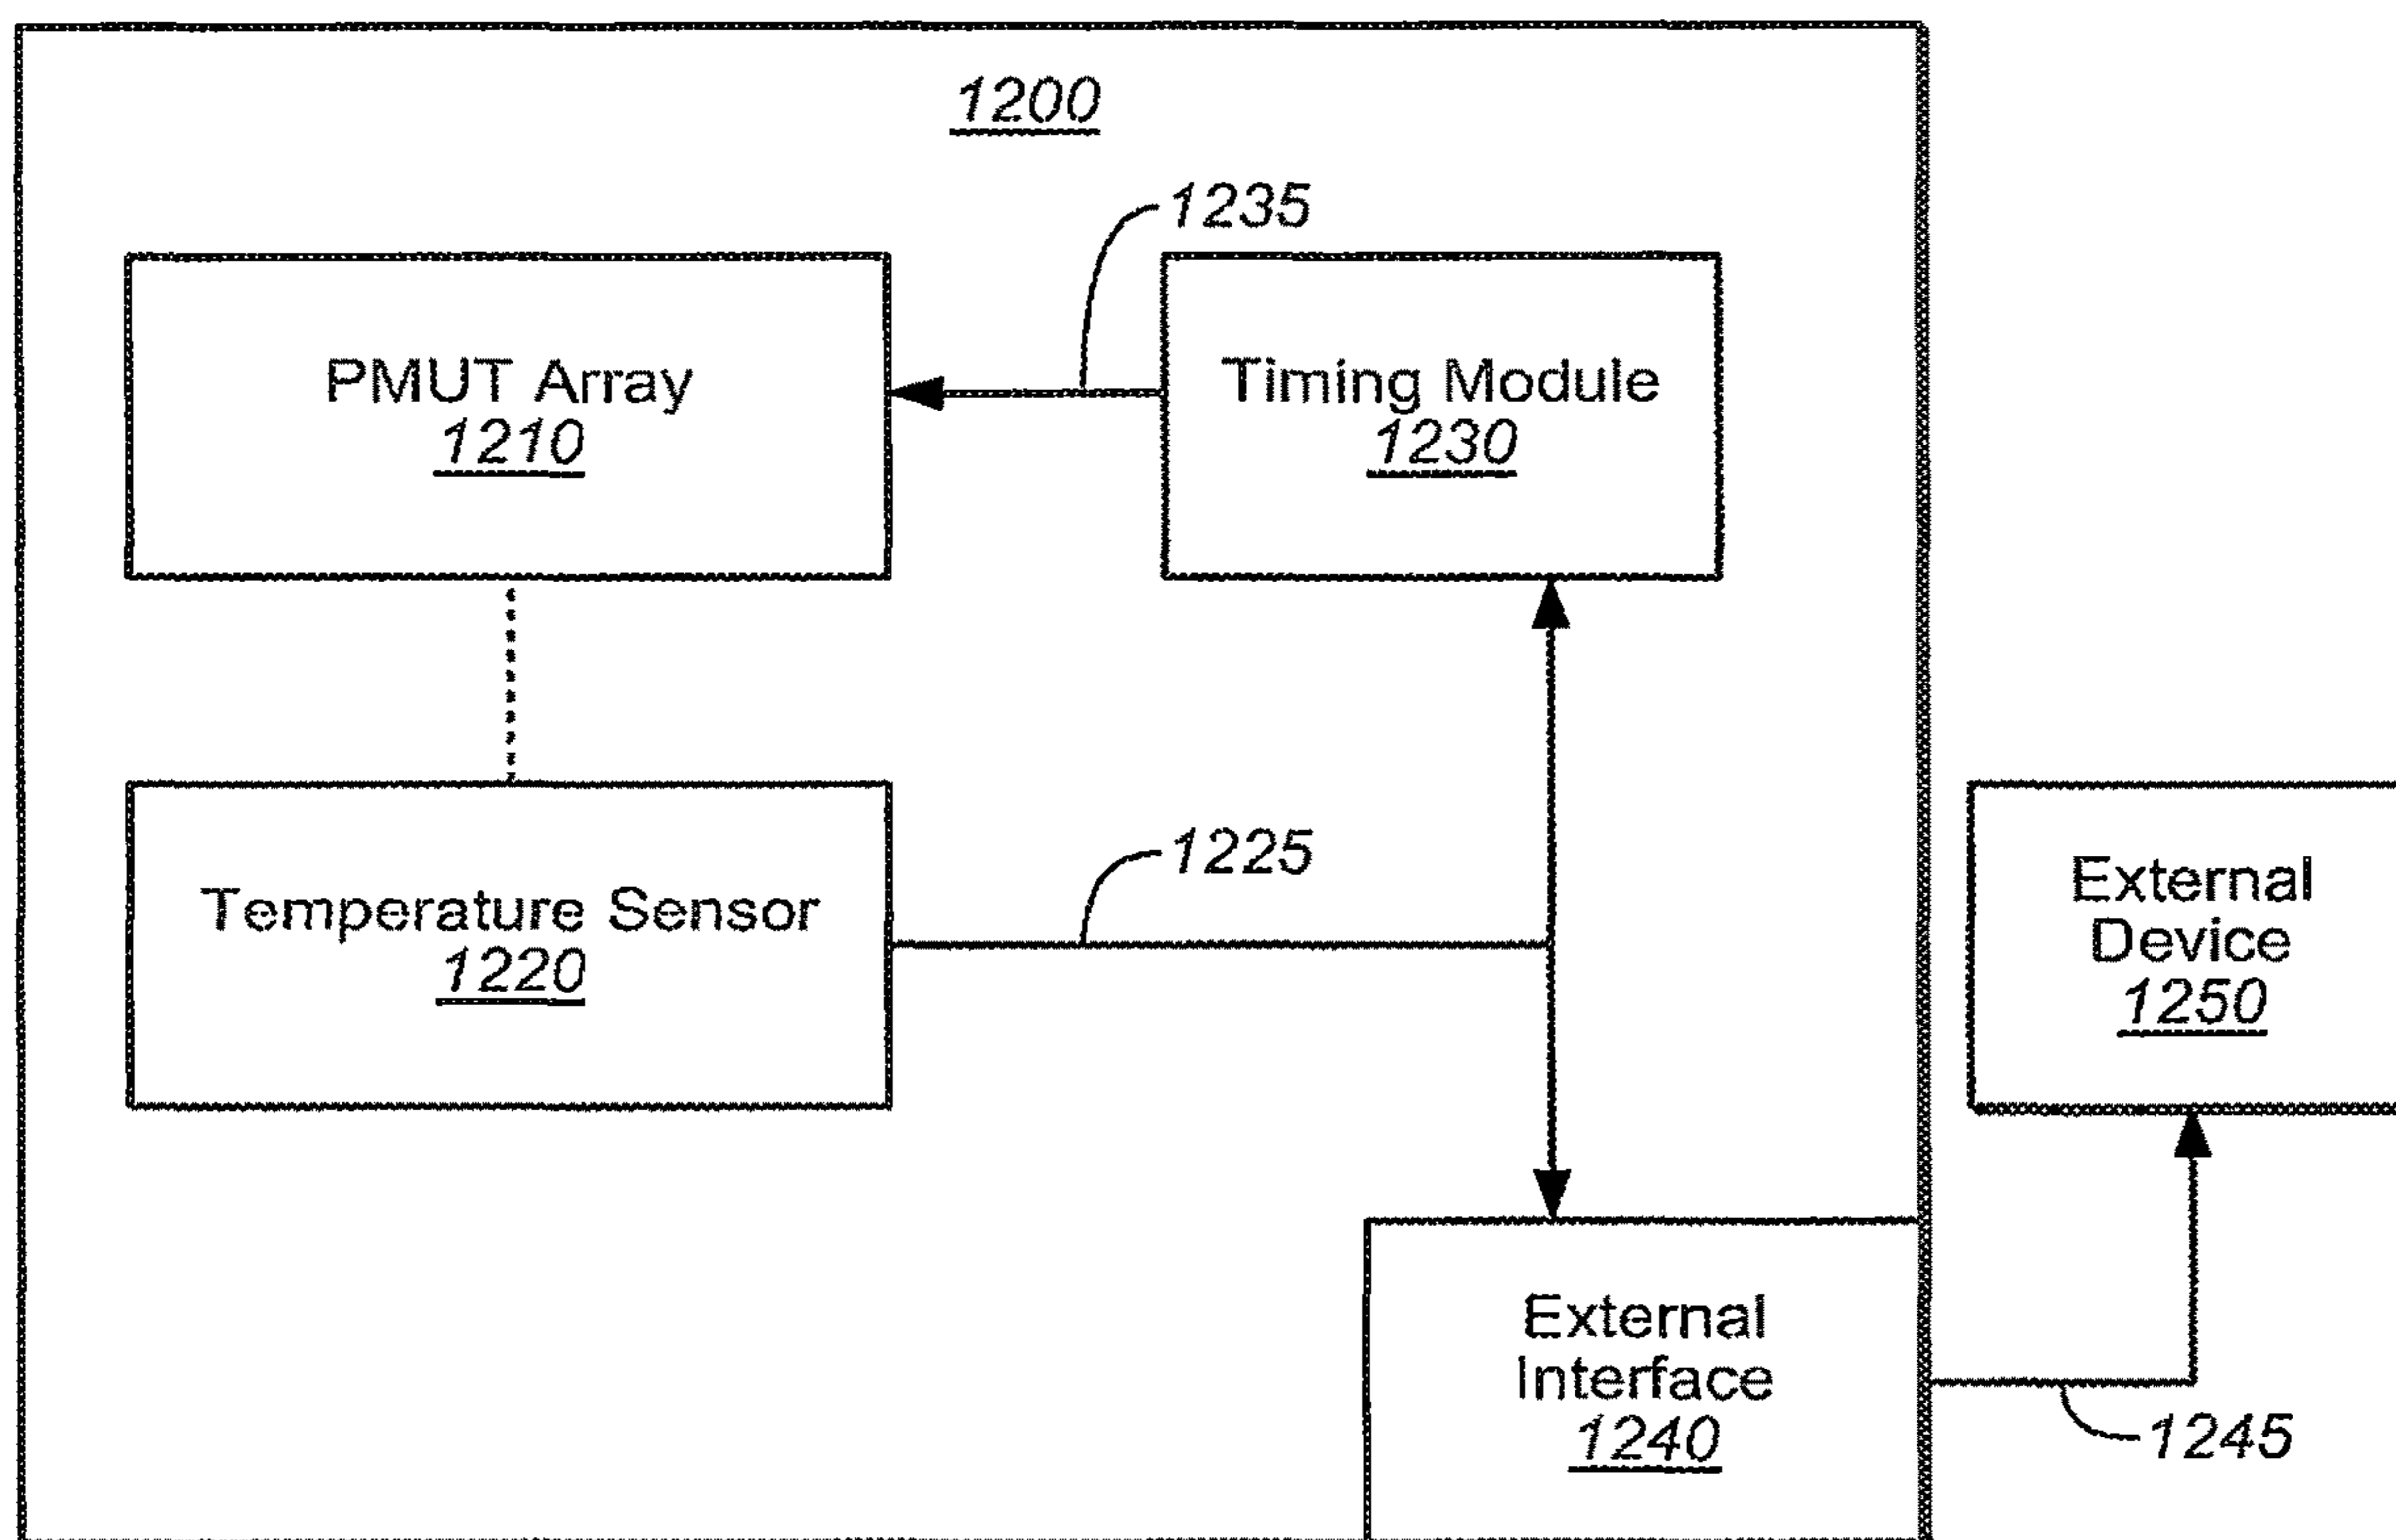 1200
1235
PMUT Array
1210
Timing Module
1230
1225
Temperature Sensor
1220
External
Device
1250
External
Interface
1240
1245